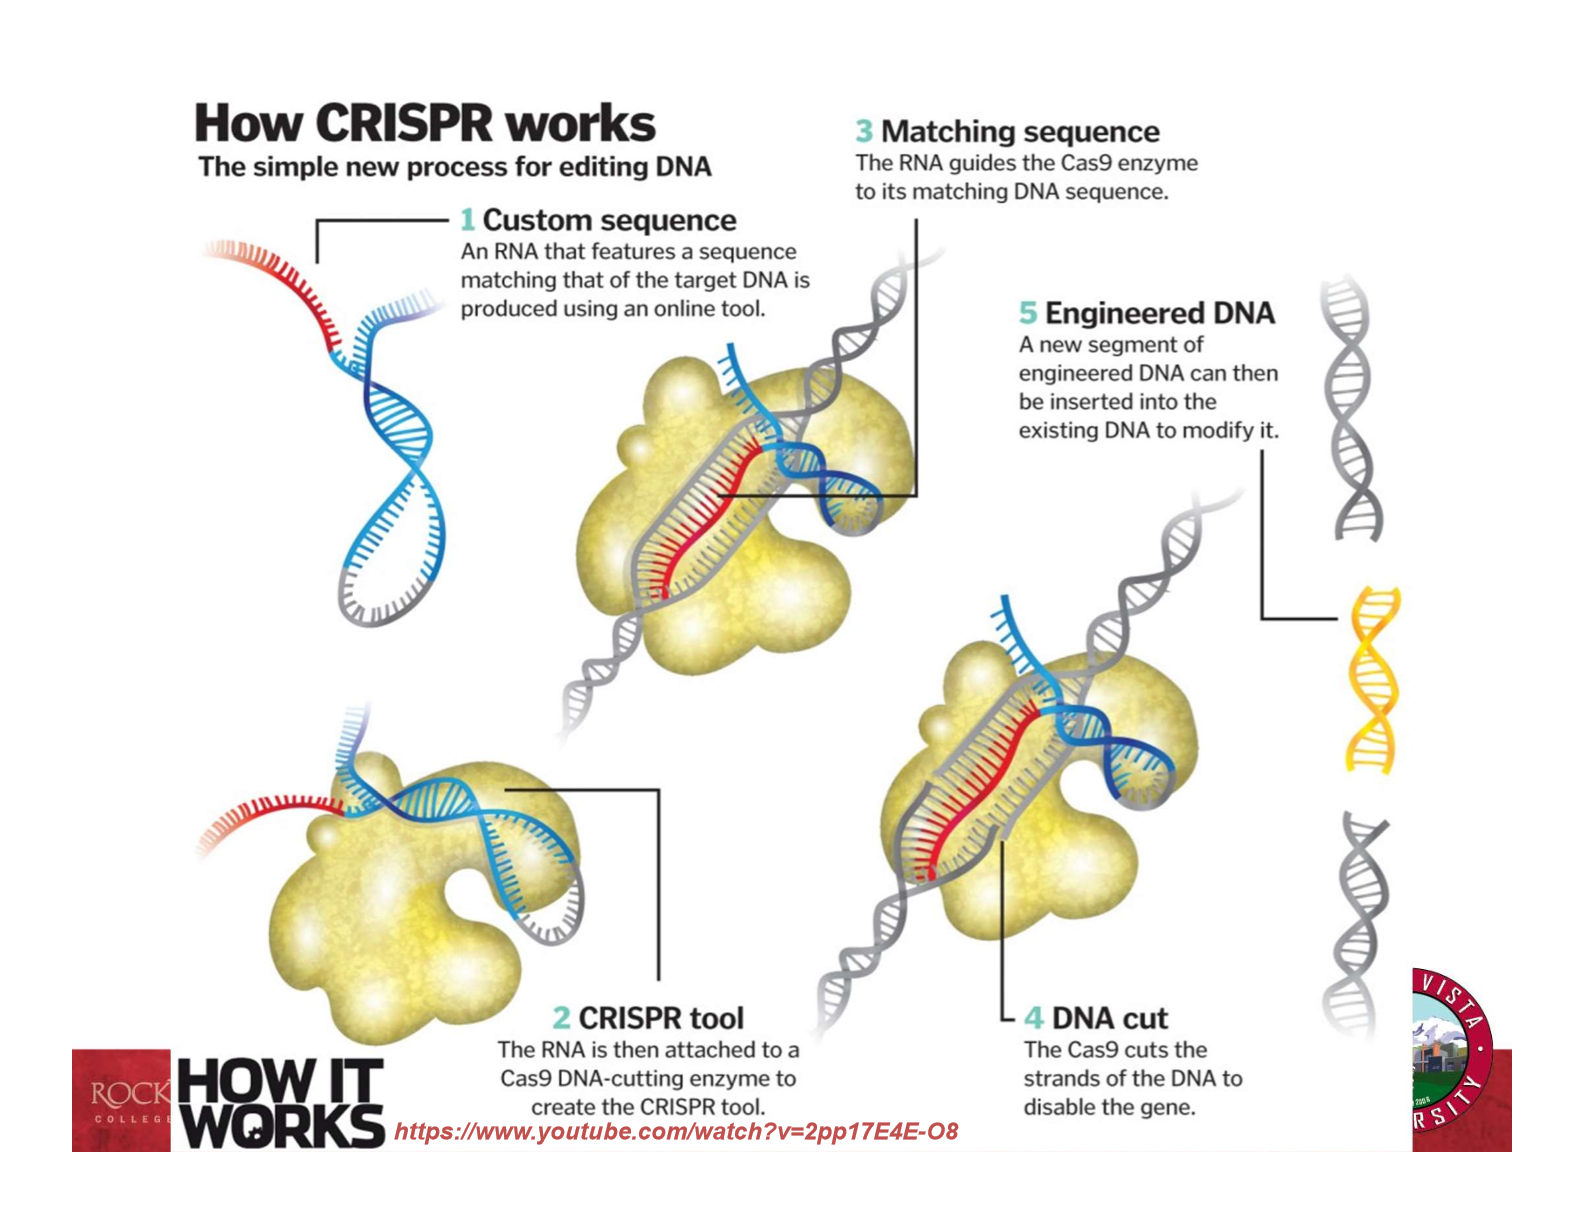 How CRISPR works
The simple new process for editing DNA
1 Custom sequence
An RNA that features a sequence
matching that of the target DNA is
produced using an online tool.
2 CRISPR tool
The RNA is then attached to a
Cas9 DNA-cutting enzyme to
create the CRISPR tool.
3 Matching sequence
The RNA guides the Cas9 enzyme
to its matching DNA sequence.
4 DNA cut
The Cas9 cuts the
strands of the DNA to
disable the gene.
5 Engineered DNA
A new segment of
engineered DNA can then
be inserted into the
existing DNA to modify it.
ROCK
COLLEGE
HOW IT
WORKS
https://www.youtube.com/watch?v=2pp17E4E-O8
VISTA
RSITY